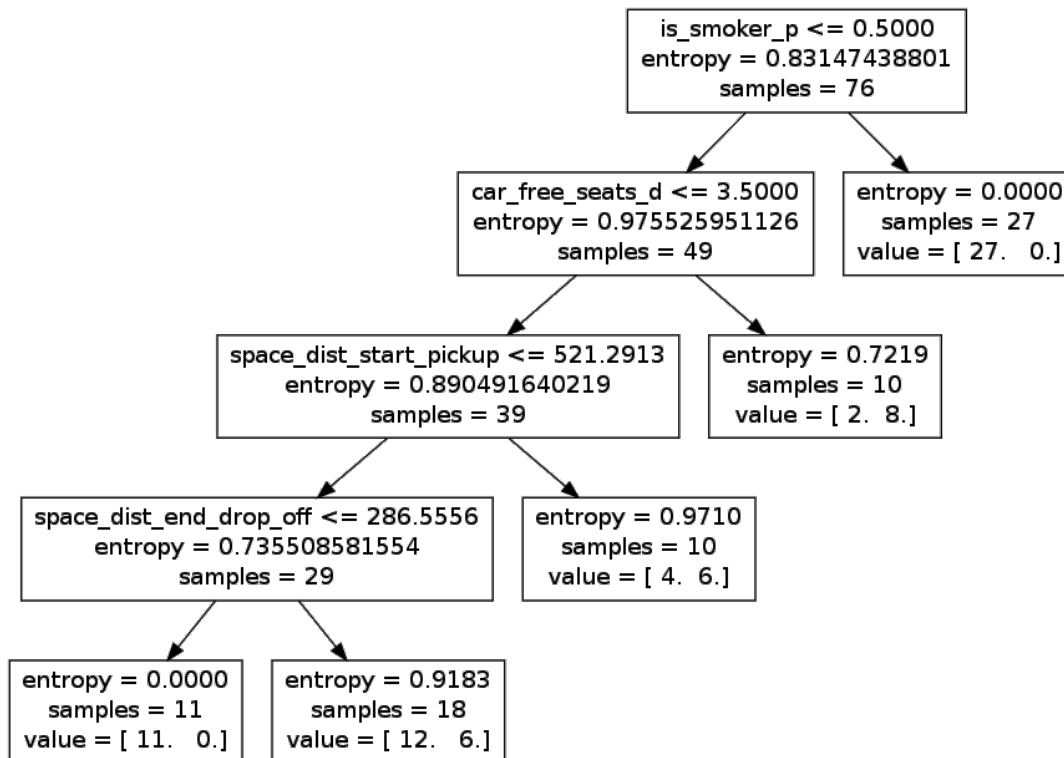 is_smoker_p <= 0.5000
entropy = 0.83147438801
samples = 76
car_free_seats_d <= 3.5000
entropy = 0.975525951126
samples = 49
entropy = 0.0000
samples = 27
value = [ 27.   0.]
space_dist_start_pickup <= 521.2913
entropy = 0.890491640219
samples = 39
entropy = 0.7219
samples = 10
value = [ 2.  8.]
space_dist_end_drop_off <= 286.5556
entropy = 0.735508581554
samples = 29
entropy = 0.9710
samples = 10
value = [ 4.  6.]
entropy = 0.0000
samples = 11
value = [ 11.   0.]
entropy = 0.9183
samples = 18
value = [ 12.   6.]